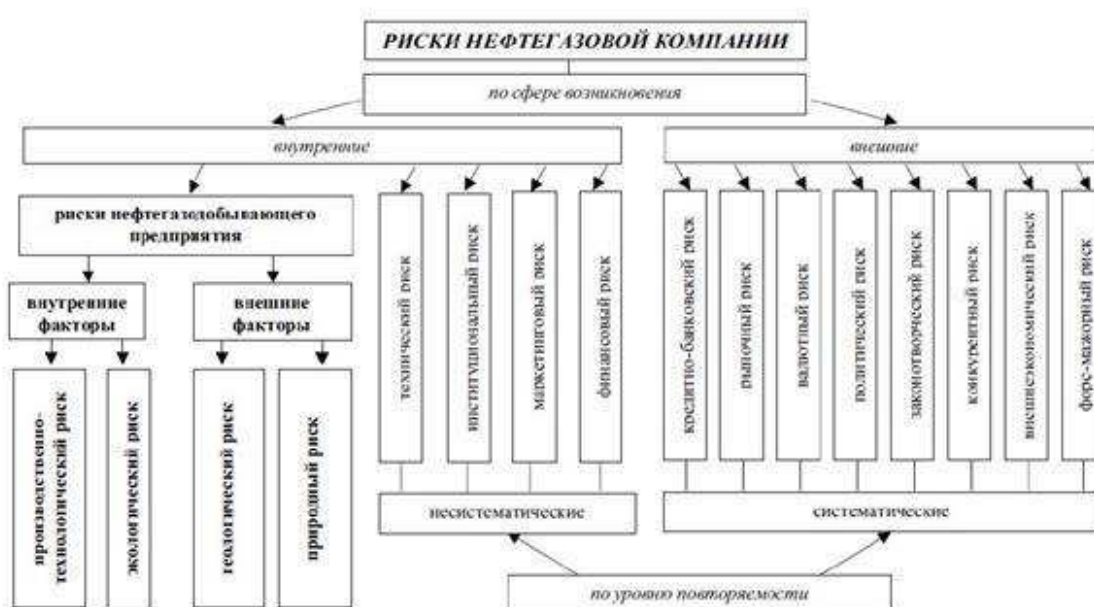 РИСКИ НЕФТЕГАЗОВОЙ КОМПАНИИ
по сфере возникновения
внутренние
внешние
риски нефтегазодобывающего
предприятия
внутренние
факторы
внешние
факторы
производственно-
технологический риск
экологический риск
геологический риск
природный риск
технический риск
институциональный риск
маркетинговый риск
финансовый риск
кредитно-банковский риск
рыночный риск
валютный риск
политический риск
законотворческий риск
конкурентный риск
внешнеэкономический риск
форс-мажорный риск
несистематические
систематические
по уровню повторяемости